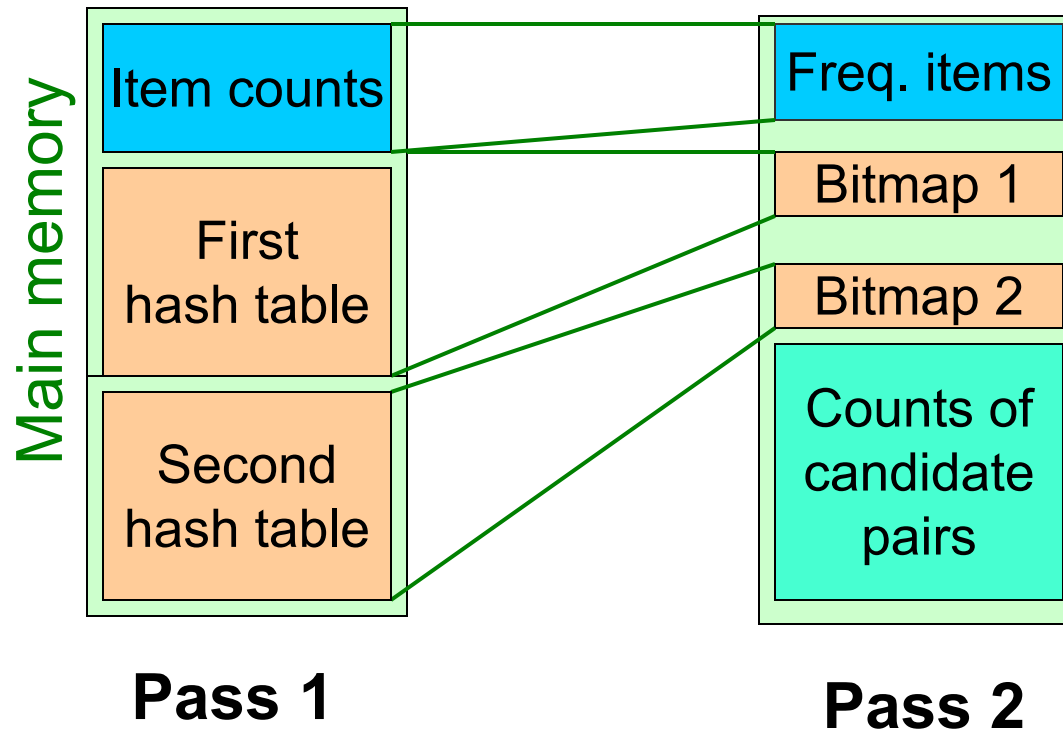 Main memory
Item counts
First
hash table
Second
hash table
Pass 1
Freq. items
Bitmap 1
Bitmap 2
Counts of
candidate
pairs
Pass 2